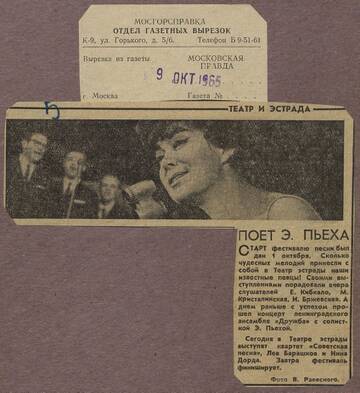 МОСГОРСПРАВКА
ОТДЕЛ ГАЗЕТНЫХ ВЫРЕЗОК
К-9, ул. Горького, д. 5/6. Телефон Б 9-51-61
Вырезка из газеты МОСКОВСКАЯ
ПРАВДА
9 ОКТ 1965
г. Москва Газета №
5
ТЕАТР И ЭСТРАДА
ПОЕТ Э. ПЬЕХА
СТАРТ фестивалю песни был
дан 1 октября. Сколько
чудесных мелодий принесли с
собой в Театр эстрады наши
известные певцы! Своими вы-
ступлениями порадовали вчера
слушателей Е. Кибкало, М.
Кристалинская, И. Бржевская. А
днем раньше с успехом про-
шел концерт ленинградского
ансамбля «Дружба» с солист-
кой Э. Пьехой.
Сегодня в Театре эстрады
выступят квартет «Советская
песня», Лев Барашков и Нина
Дорда. Завтра фестиваль
финиширует.
Фото В.